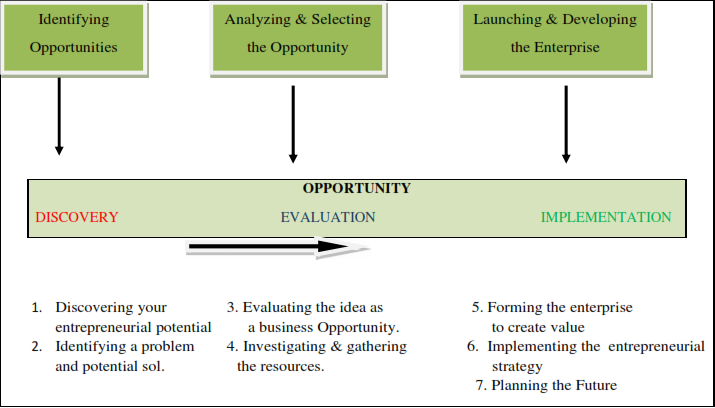 Identifying
Opportunities
Analyzing & Selecting
the Opportunity
Launching & Developing
the Enterprise
OPPORTUNITY
DISCOVERY
EVALUATION
IMPLEMENTATION
1. Discovering your
entrepreneurial potential
2. Identifying a problem
and potential sol.
3. Evaluating the idea as
a business Opportunity.
4. Investigating & gathering
the resources.
5. Forming the enterprise
to create value
6. Implementing the entrepreneurial
strategy
7. Planning the Future